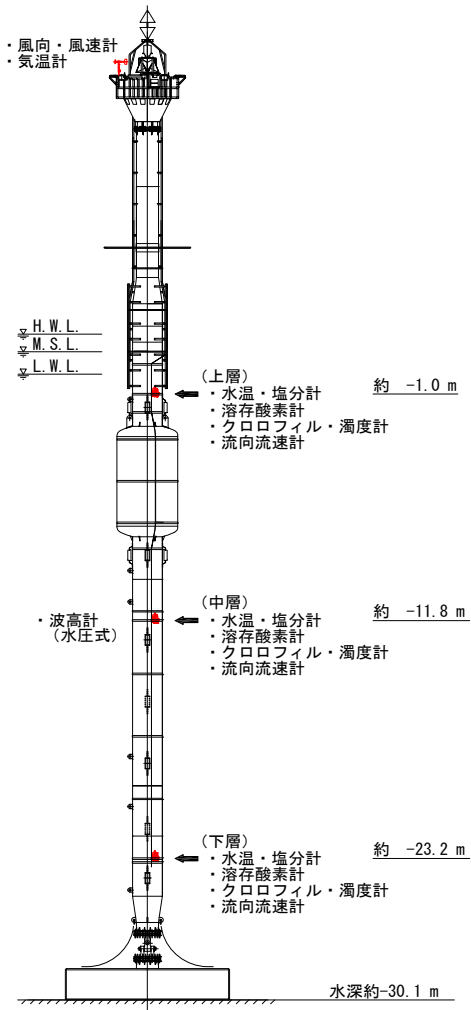 ・風向・風速計
・気温計
H.W.L.
M.S.L.
L.W.L.
(上層)
・水温・塩分計
・溶存酸素計
・クロロフィル・濁度計
・流向流速計
約 -1.0 m
・波高計
(水圧式)
(中層)
・水温・塩分計
・溶存酸素計
・クロロフィル・濁度計
・流向流速計
約 -11.8 m
(下層)
・水温・塩分計
・溶存酸素計
・クロロフィル・濁度計
・流向流速計
約 -23.2 m
水深約-30.1 m